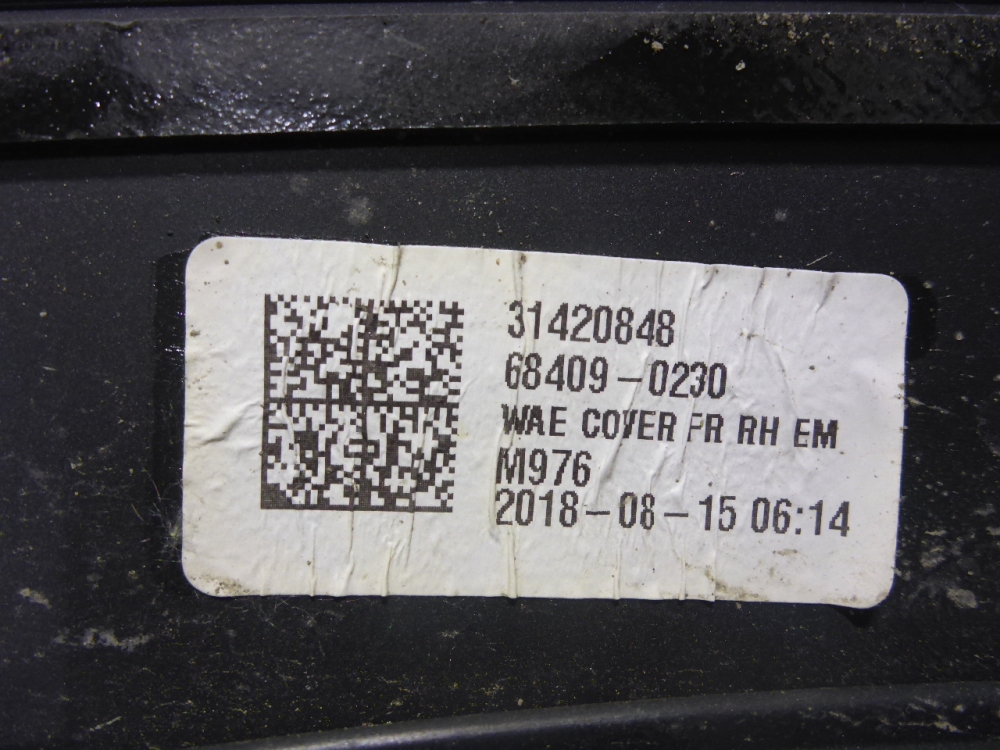 31420848
68409-0230
WAE COVER FR RH EM
M976
2018-08-15 06:14